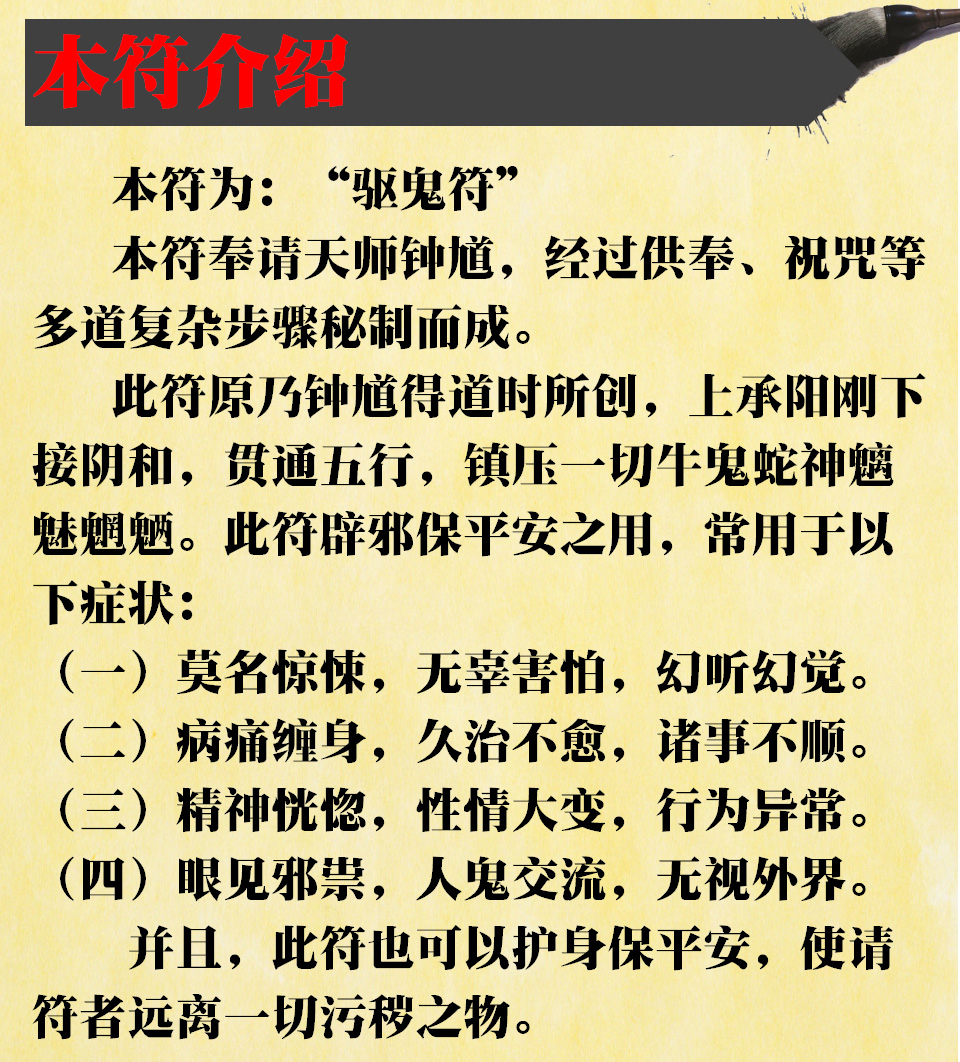 本符介绍
本符为：“驱鬼符”
本符奉请天师钟馗，经过供奉、祝咒等
多道复杂步骤秘制而成。
此符原乃钟馗得道时所创，上承阳刚下
接阴和，贯通五行，镇压一切牛鬼蛇神魑
魅魍魉。此符辟邪保平安之用，常用于以
下症状：
（一）莫名惊悚，无辜害怕，幻听幻觉。
（二）病痛缠身，久治不愈，诸事不顺。
（三）精神恍惚，性情大变，行为异常。
（四）眼见邪祟，人鬼交流，无视外界。
并且，此符也可以护身保平安，使请
符者远离一切污秽之物。